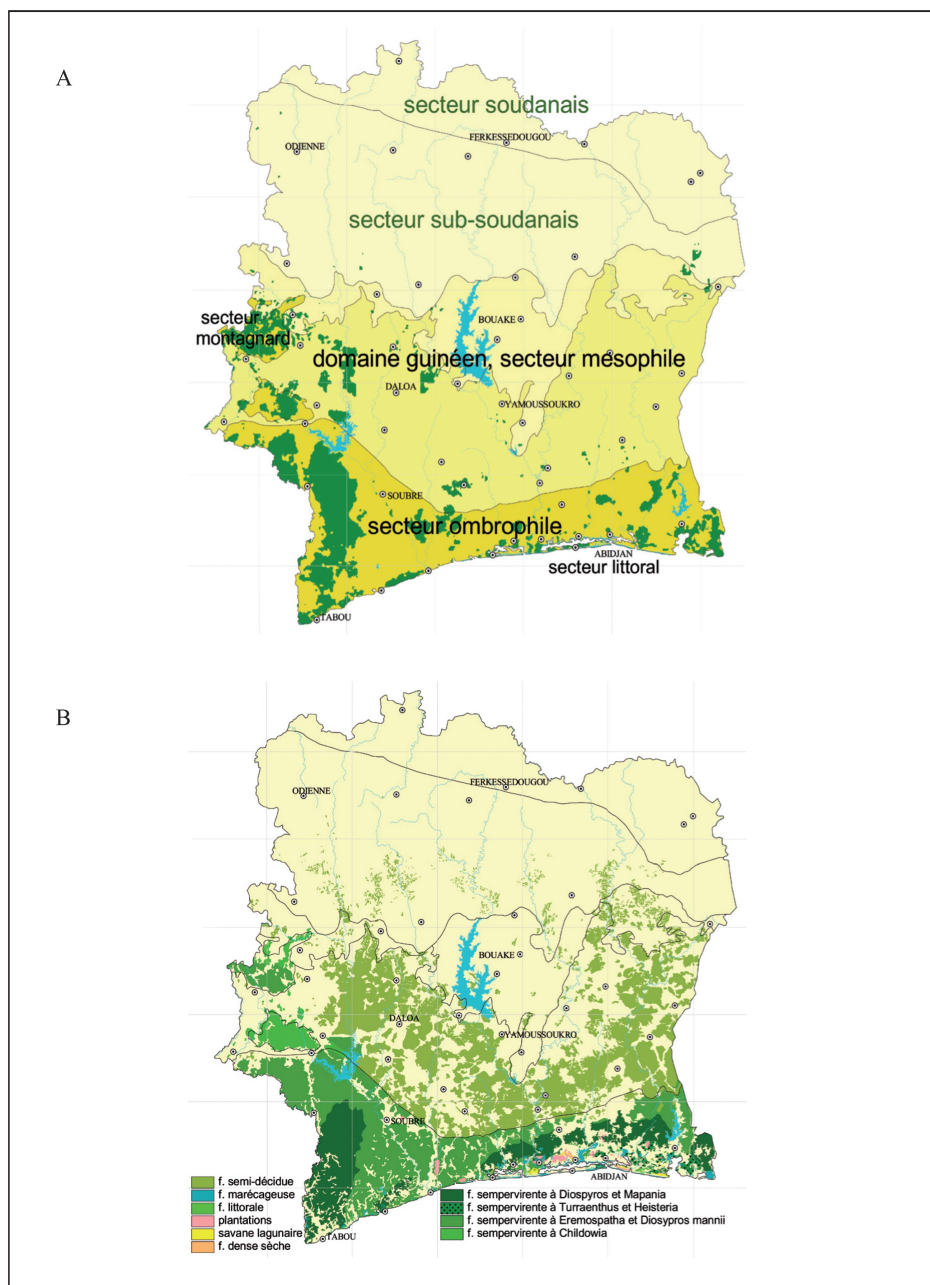 A
secteur soudanais
FERKESSEDOUGOU
ODIENNE
secteur sub-soudanais
secteur
montagnard
BOUAKE
domaine guinéen, secteur mésophile
DALOA
YAMOUSSOUKRO
SOUBRE
secteur ombrophile
ABIDJAN
secteur littoral
TABOU
B
FERKESSEDOUGOU
ODIENNE
BOUAKE
DALOA
YAMOUSSOUKRO
SOUBRE
ABIDJAN
TABOU
f. semi-décidue
f. marécageuse
f. littorale
plantations
savane lagunaire
f. dense sèche
f. sempervirente à Diospyros et Mapania
f. sempervirente à Turraenthus et Heisteria
f. sempervirente à Eremospatha et Diosypros mannii
f. sempervirente à Childowia